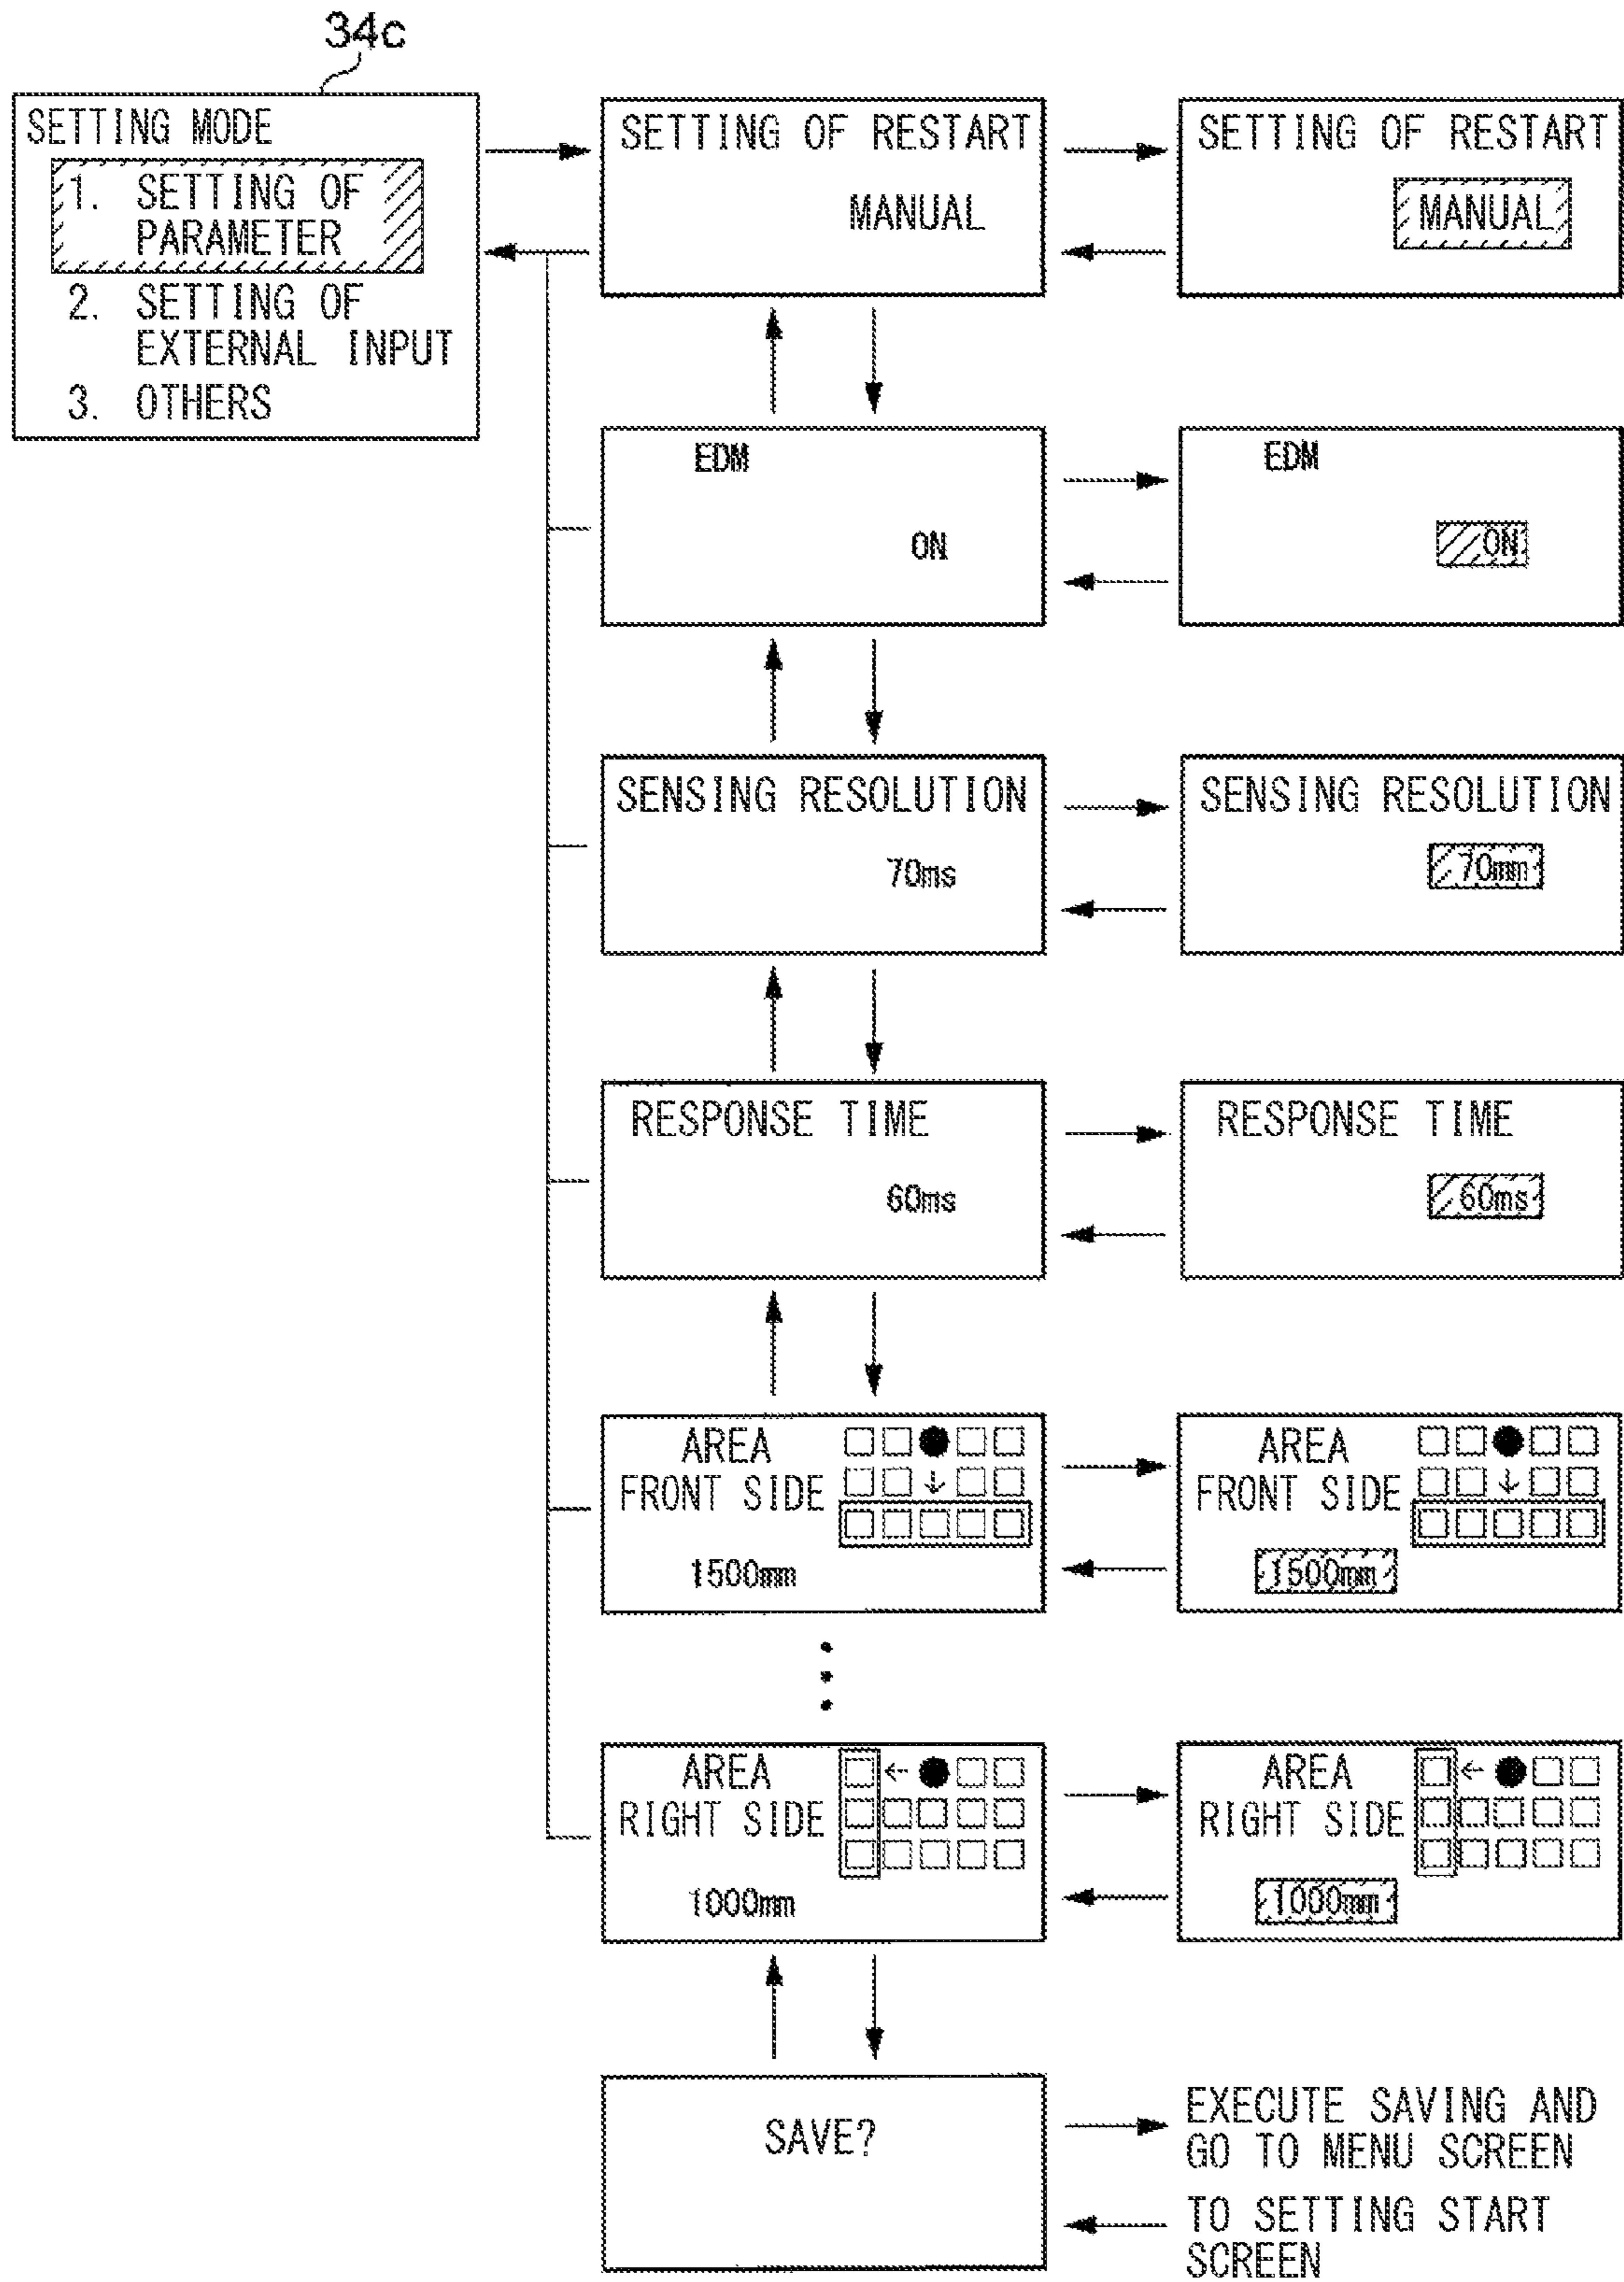 34c
SETTING MODE
1. SETTING OF
PARAMETER
2. SETTING OF
EXTERNAL INPUT
3. OTHERS
SETTING OF RESTART
MANUAL
SETTING OF RESTART
MANUAL
EDM
ON
EDM
ON
SENSING RESOLUTION
70ms
SENSING RESOLUTION
70mm
RESPONSE TIME
60ms
RESPONSE TIME
60ms
AREA
FRONT SIDE
1500mm
AREA
FRONT SIDE
1500mm
AREA
RIGHT SIDE
1000mm
AREA
RIGHT SIDE
1000mm
SAVE?
EXECUTE SAVING AND
GO TO MENU SCREEN
TO SETTING START
SCREEN